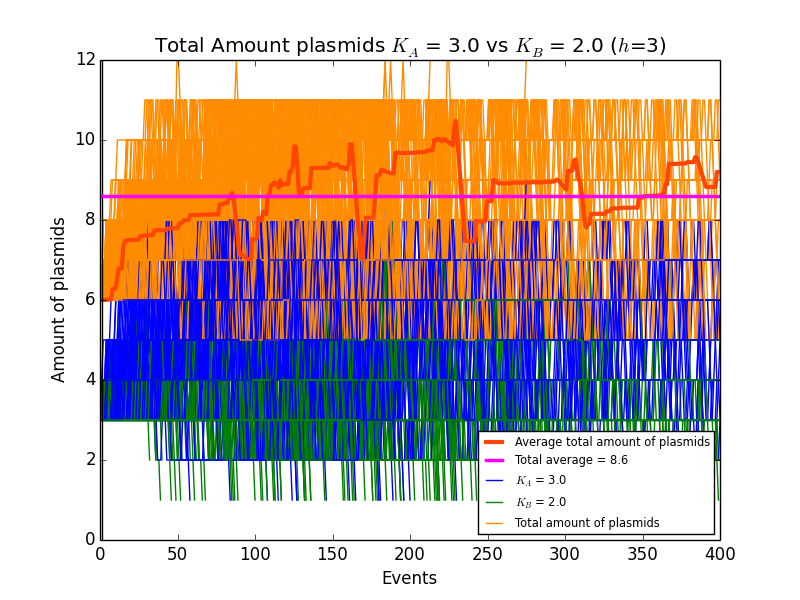 Total Amount plasmids K_A = 3.0 vs K_B = 2.0 (h=3)
Amount of plasmids
12
10
8
6
4
2
0
0 50 100 150 200 250 300 350 400
Events
Average total amount of plasmids
Total average = 8.6
K_A = 3.0
K_B = 2.0
Total amount of plasmids